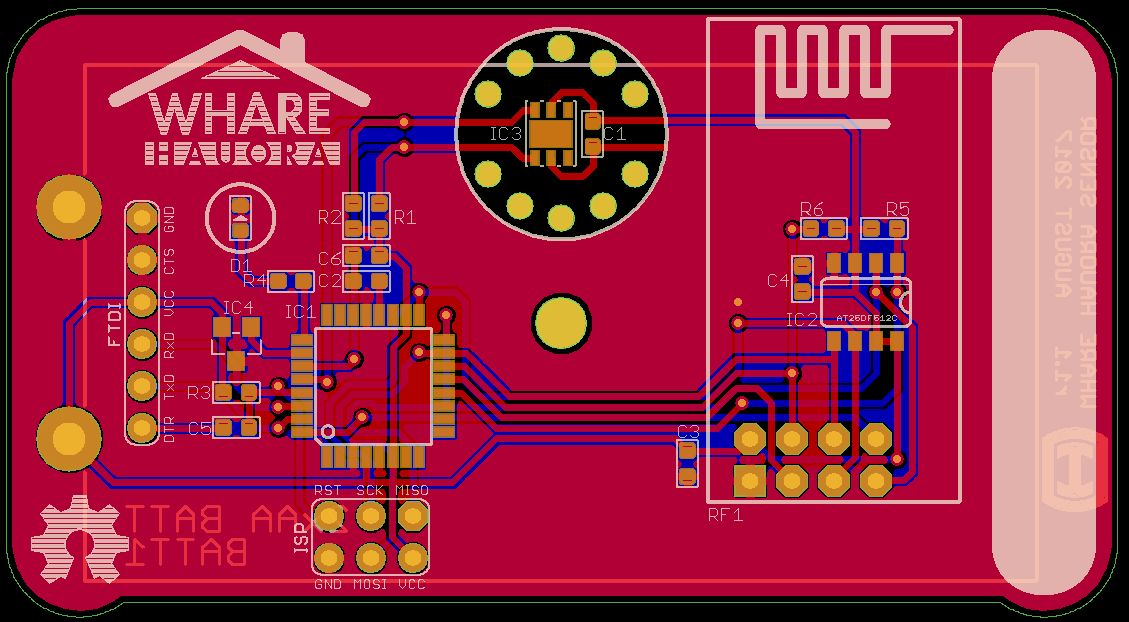 WHARE
HAUORA
IC3
C1
R2
R1
R6
R5
GND
CTS
VCC
RxD
TxD
DTR
FTDI
D1
C6
R4
C2
C4
IC4
IC1
IC2
AT25DF512C
R3
C5
C3
RF1
RST SCK MISO
ISP
GND MOSI VCC
2xAA BATT
BATT1
WHARE HAUORA SENSOR
r1.1 AUGUST 2017